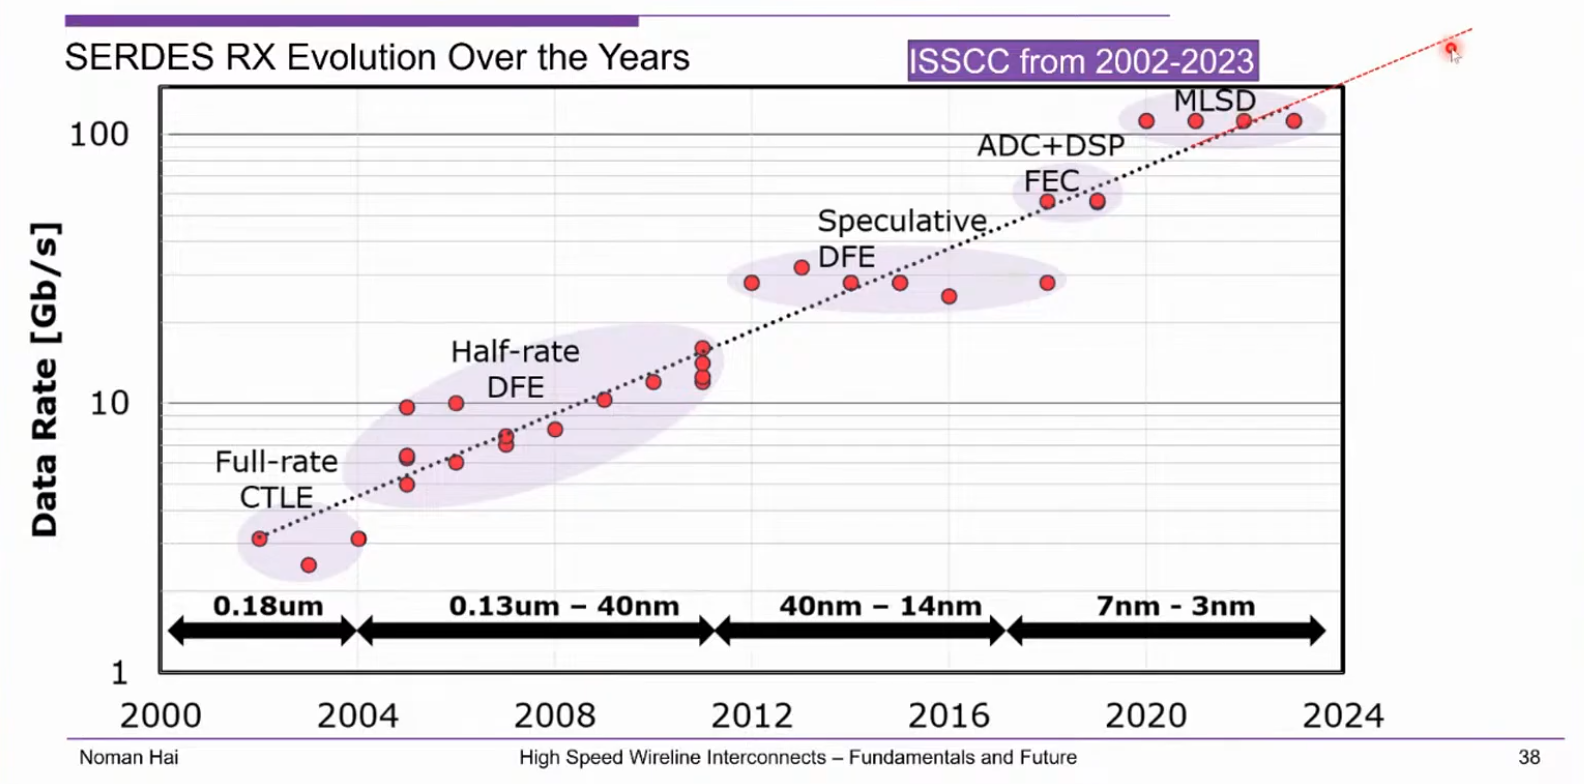 SERDES RX Evolution Over the Years
ISSCC from 2002-2023
MLSD
100
ADC+DSP
FEC
Speculative
DFE
Data Rate [Gb/s]
Half-rate
DFE
10
Full-rate
CTLE
0.18um
0.13um – 40nm
40nm – 14nm
7nm - 3nm
1
2000
2004
2008
2012
2016
2020
2024
Noman Hai
High Speed Wireline Interconnects – Fundamentals and Future
38